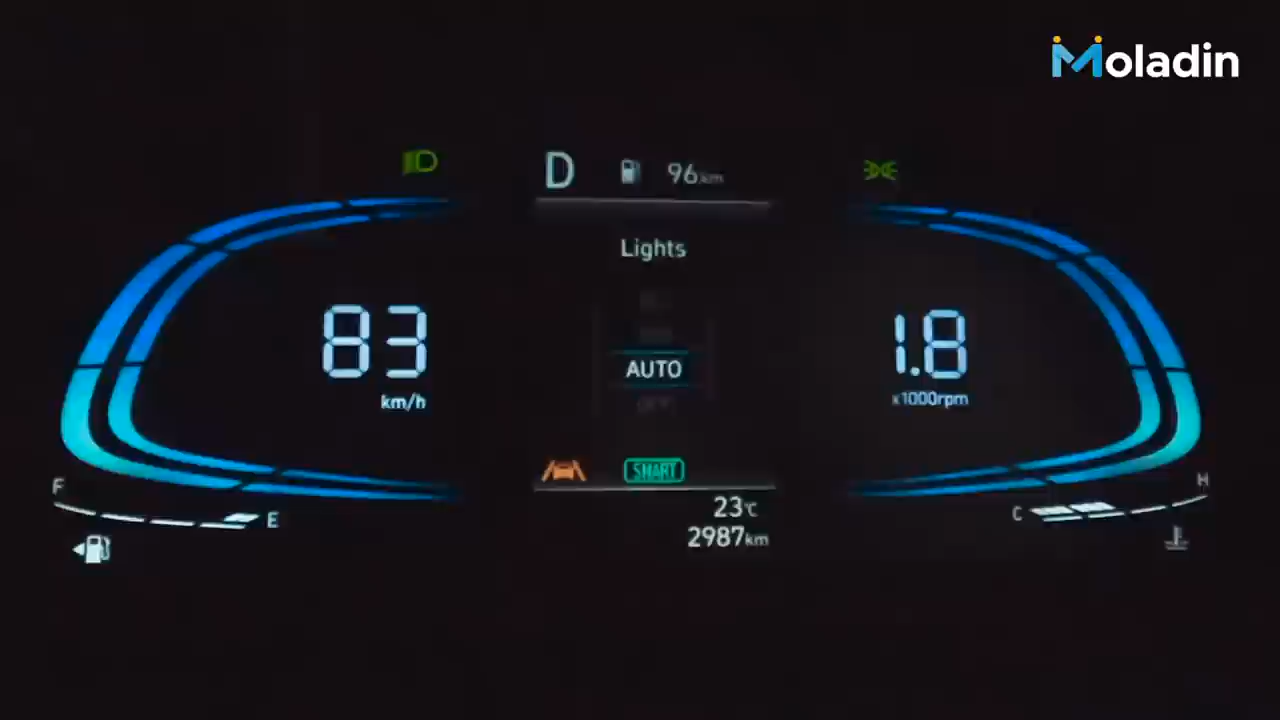 Moladin
D 96km
Lights
83
km/h
AUTO
1.8
x1000rpm
SMART
F
E
23℃
2987km
C
H